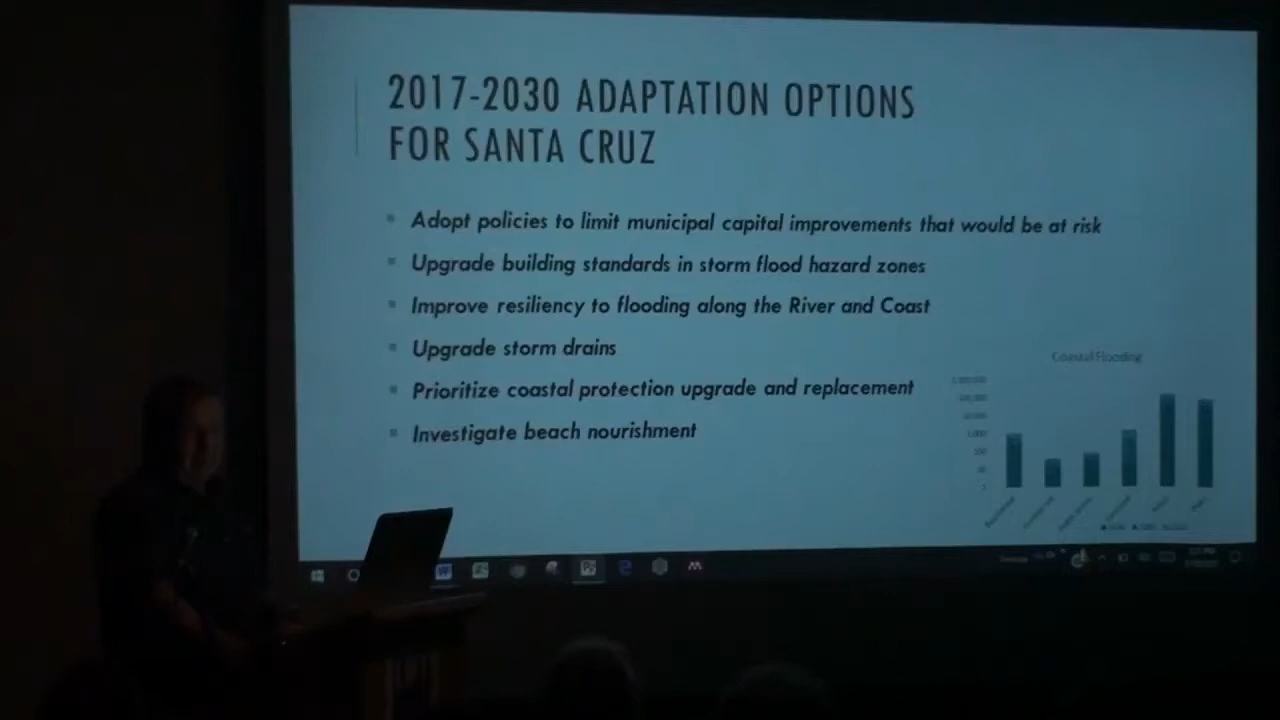 2017-2030 ADAPTATION OPTIONS
FOR SANTA CRUZ
Adopt policies to limit municipal capital improvements that would be at risk
Upgrade building standards in storm flood hazard zones
Improve resiliency to flooding along the River and Coast
Upgrade storm drains
Prioritize coastal protection upgrade and replacement
Investigate beach nourishment
Coastal Flooding